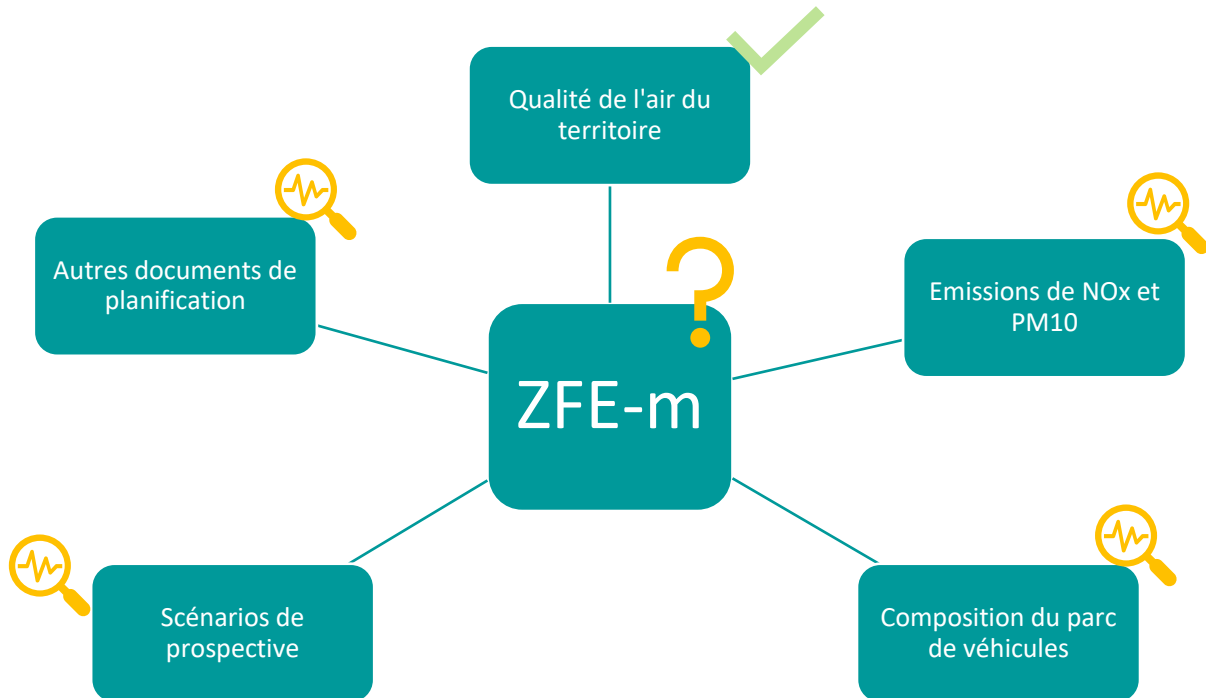 Qualité de l'air du
territoire
Autres documents de
planification
Emissions de NOx et
PM10
?
ZFE-m
Scénarios de
prospective
Composition du parc
de véhicules